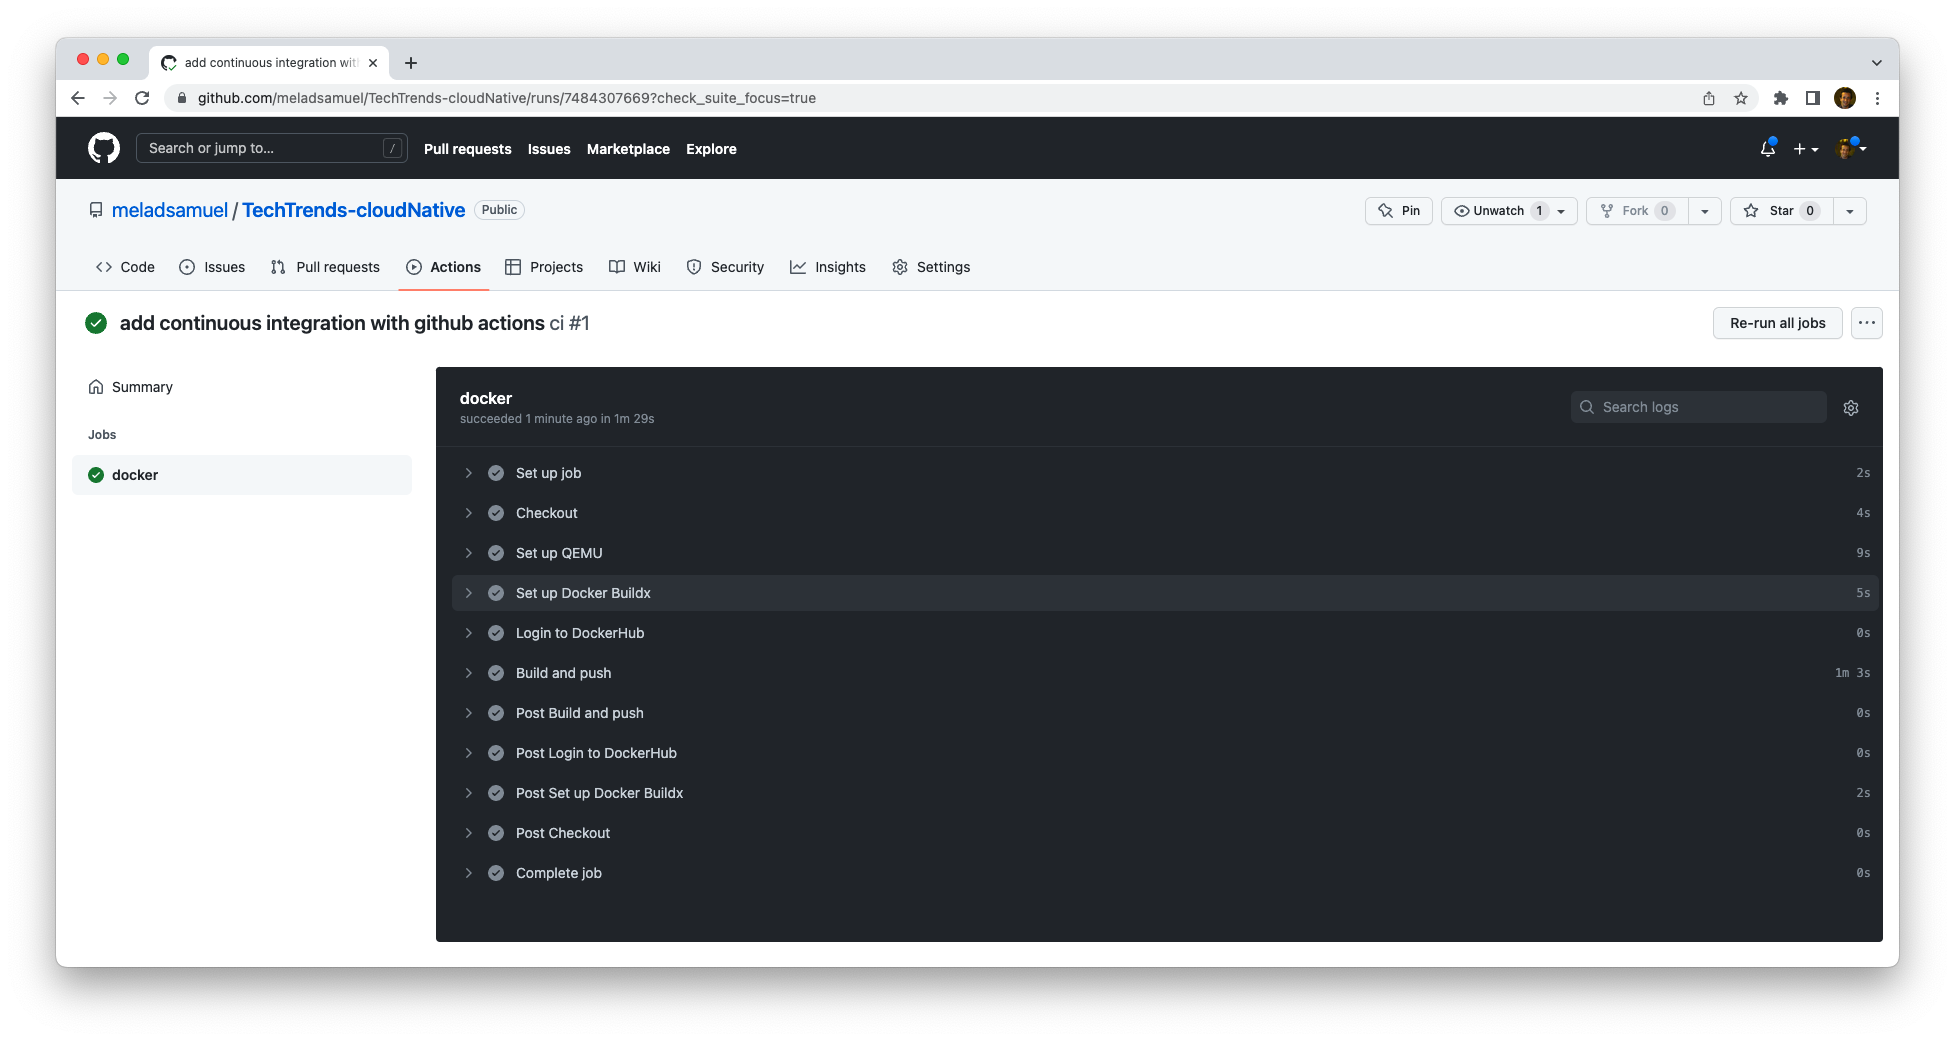 add continuous integration wit
github.com/meladsamuel/TechTrends-cloudNative/runs/7484307669?check_suite_focus=true
Search or jump to... / Pull requests Issues Marketplace Explore
meladsamuel / TechTrends-cloudNative Public Pin Unwatch 1 Fork 0 Star 0
Code Issues Pull requests Actions Projects Wiki Security Insights Settings
add continuous integration with github actions ci #1 Re-run all jobs
Summary
Jobs
docker
docker
succeeded 1 minute ago in 1m 29s
Search logs
Set up job 2s
Checkout 4s
Set up QEMU 9s
Set up Docker Buildx 5s
Login to DockerHub 0s
Build and push 1m 3s
Post Build and push 0s
Post Login to DockerHub 0s
Post Set up Docker Buildx 2s
Post Checkout 0s
Complete job 0s